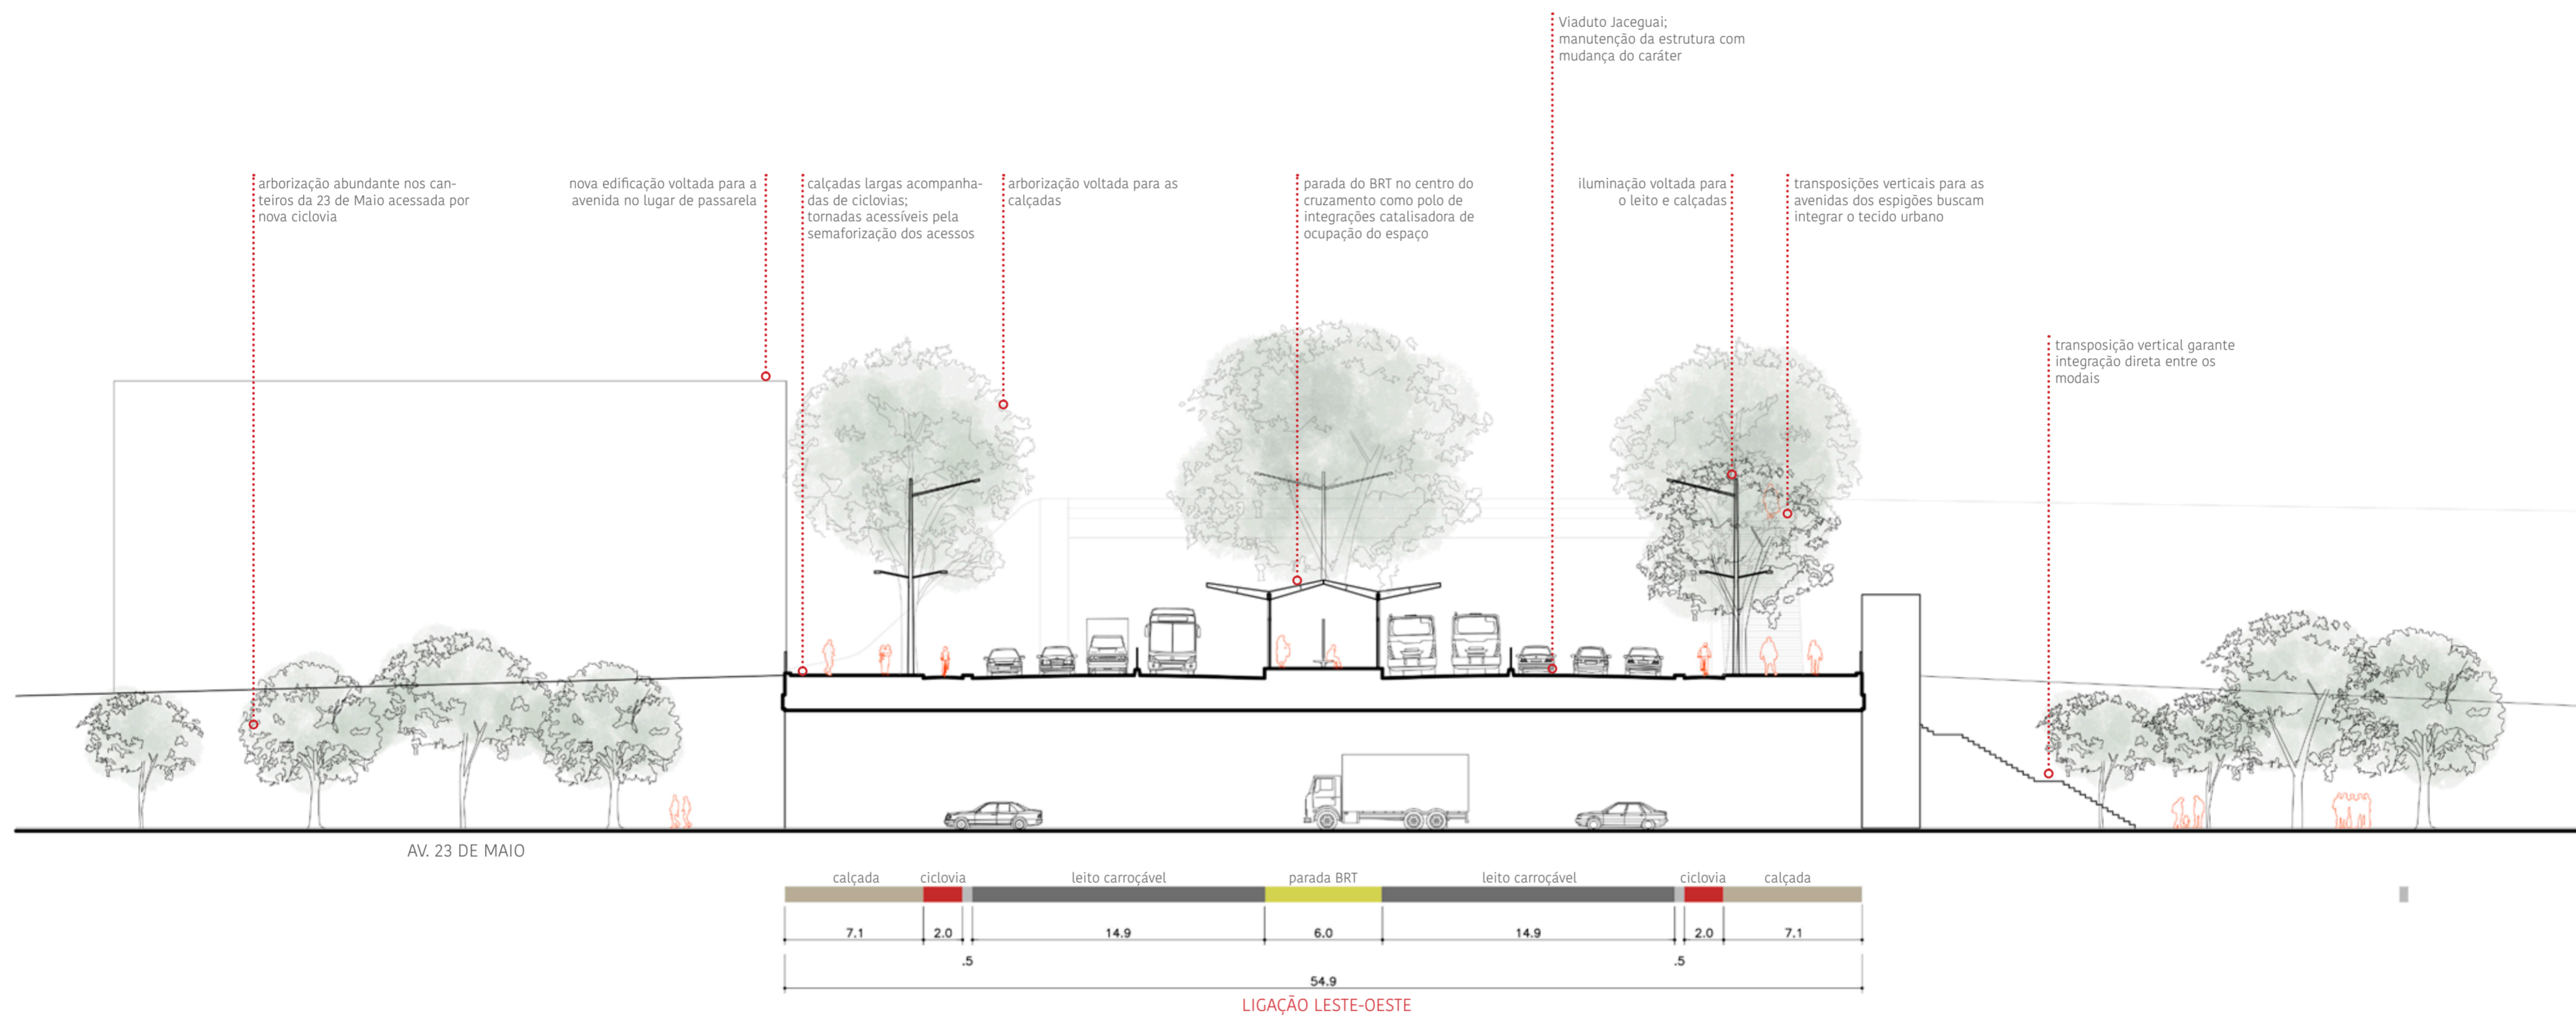 Viaduto Jaceguai;
manutenção da estrutura com
mudança do caráter
arborização abundante nos can-
teiros da 23 de Maio acessada por
nova ciclovia
nova edificação voltada para a
avenida no lugar de passarela
calçadas largas acompanha-
das de ciclovias;
tornadas acessíveis pela
semaforização dos acessos
arborização voltada para as
calçadas
parada do BRT no centro do
cruzamento como polo de
integrações catalisadora de
ocupação do espaço
iluminação voltada para
o leito e calçadas
transposições verticais para as
avenidas dos espigões buscam
integrar o tecido urbano
transposição vertical garante
integração direta entre os
modais
AV. 23 DE MAIO
calçada
ciclovia
leito carroçável
parada BRT
leito carroçável
ciclovia
calçada
7.1
2.0
14.9
6.0
14.9
2.0
7.1
.5
.5
54.9
LIGAÇÃO LESTE-OESTE